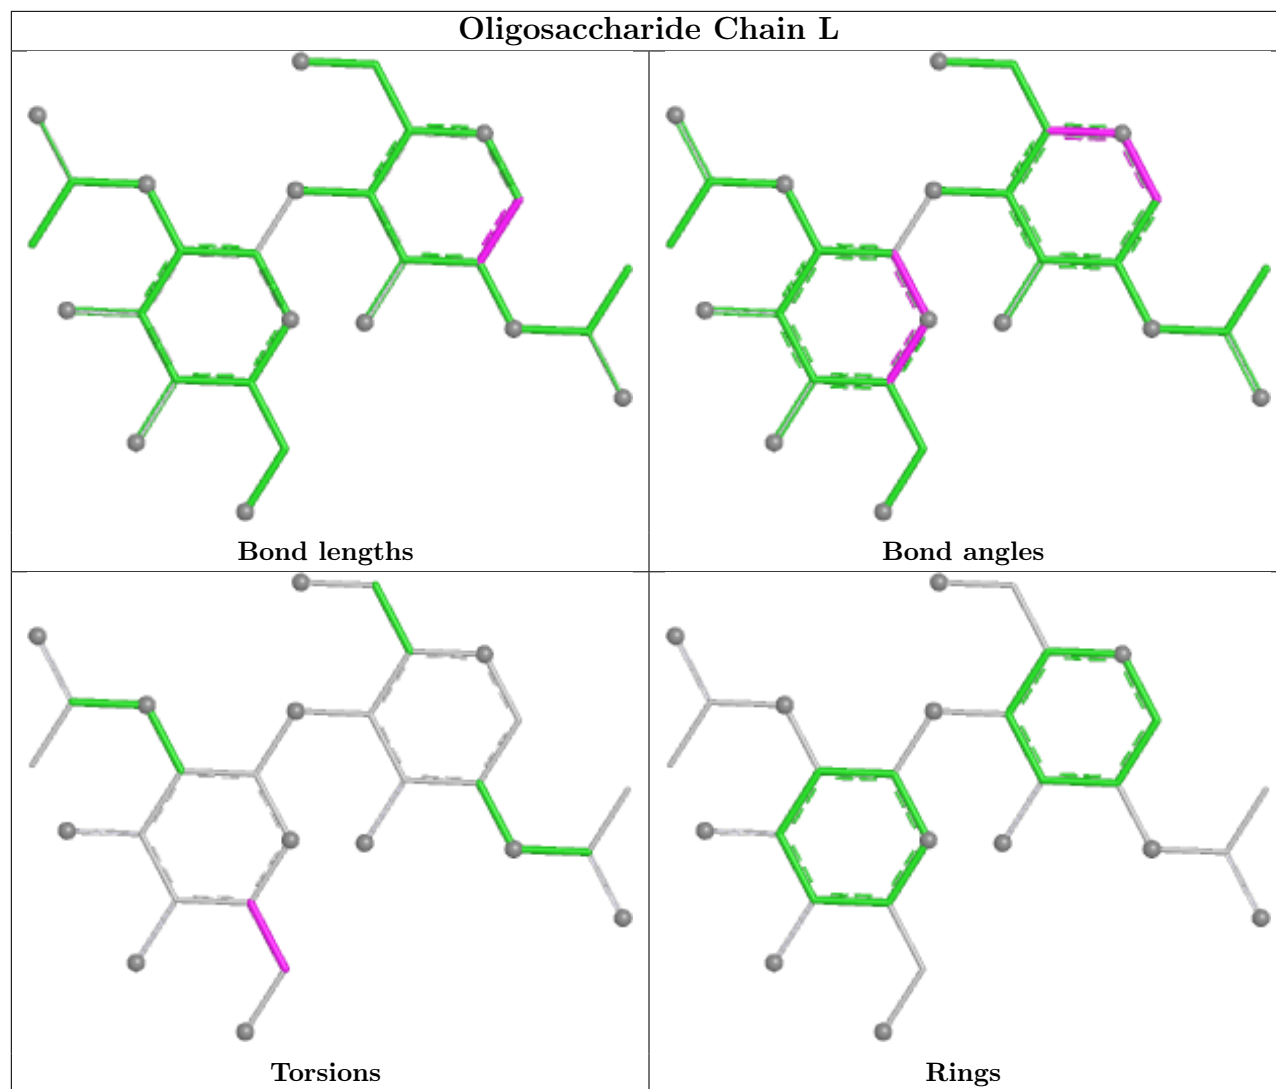 Oligosaccharide Chain L
Bond lengths
Bond angles
Torsions
Rings